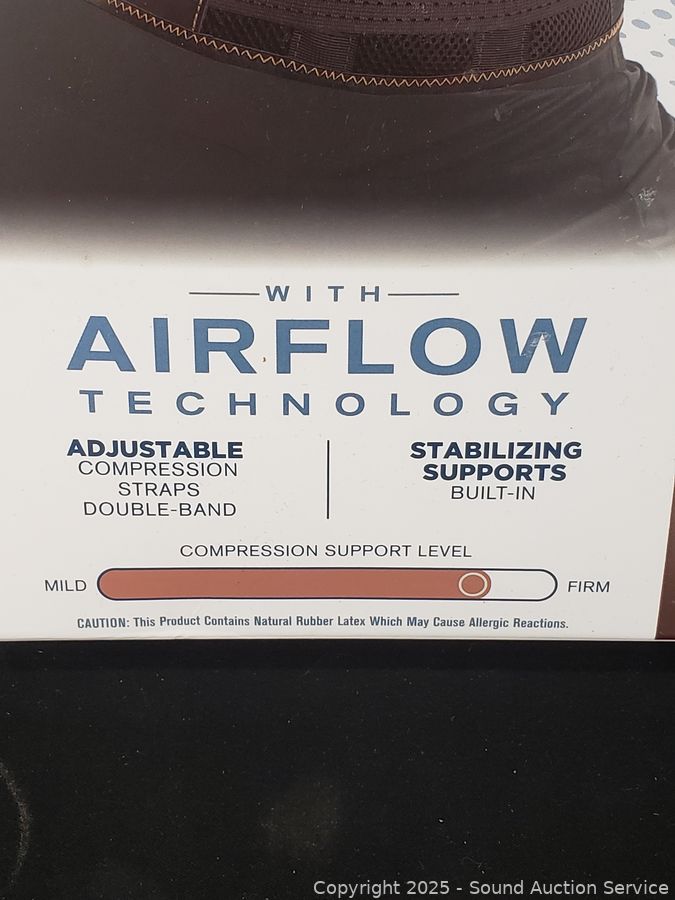 WITH
AIRFLOW
TECHNOLOGY
ADJUSTABLE
COMPRESSION
STRAPS
DOUBLE-BAND
STABILIZING
SUPPORTS
BUILT-IN
COMPRESSION SUPPORT LEVEL
MILD
FIRM
CAUTION: This Product Contains Natural Rubber Latex Which May Cause Allergic Reactions.
Copyright 2025 - Sound Auction Service